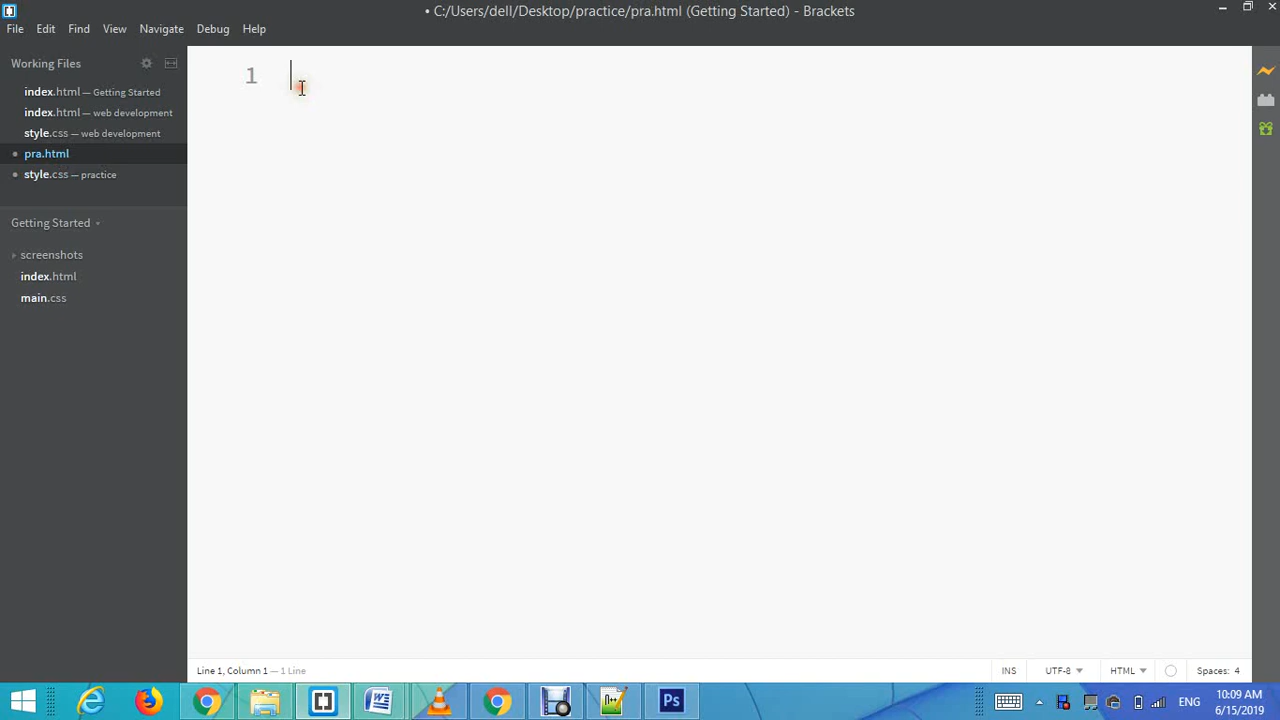 • C:/Users/dell/Desktop/practice/pra.html (Getting Started) - Brackets
File Edit Find View Navigate Debug Help
Working Files
index.html — Getting Started
index.html — web development
style.css — web development
pra.html
style.css — practice
Getting Started
screenshots
index.html
main.css
1
Line 1, Column 1 — 1 Line
INS UTF-8 HTML Spaces: 4
Ps
ENG
10:09 AM
6/15/2019